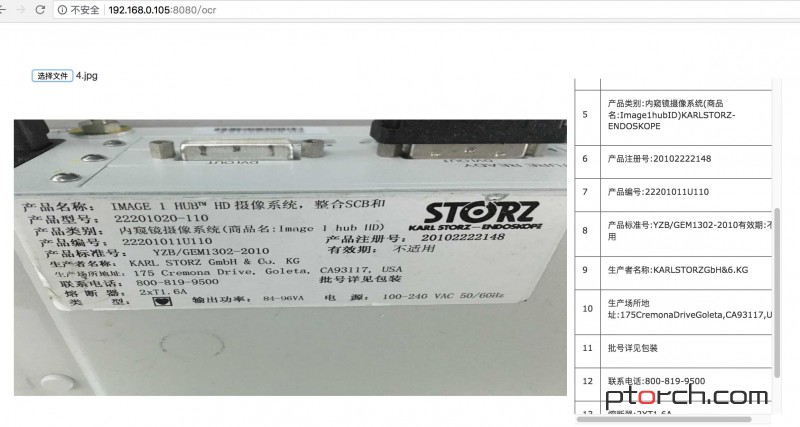 不安全 192.168.0.105:8080/ocr
选择文件 4.jpg
DVI OUT
DVI OUT
产品名称: IMAGE 1 HUB™ HD 摄像系统，整合SCB和
产品型号: 22201020-110
产品类别: 内窥镜摄像系统(商品名:Image 1 hub HD)
产品编号: 22201011U110
产品注册号: 20102222148
产品标准号: YZB/GEM1302-2010
有效期: 不适用
生产者名称: KARL STORZ GmbH & Co. KG
生产场所地址: 175 Cremona Drive, Goleta, CA93117, USA
联系电话: 800-819-9500
批号详见包装
熔断器: 2xT1.6A
类型:
输出功率: 84-96VA
电源: 100-240 VAC 50/60Hz
STORZ
KARL STORZ-ENDOSKOPE
5 产品类别:内窥镜摄像系统(商品
名:Image1hubID)KARLSTORZ-
ENDOSKOPE
6 产品注册号:20102222148
7 产品编号:22201011U110
8 产品标准号:YZB/GEM1302-2010有效期:不
用
9 生产者名称:KARLSTORZGbH&6.KG
10 生产场所地
址:175CremonaDriveGoleta,CA93117,U
11 批号详见包装
12 联系电话:800-819-9500
13 熔断器:2XT1.6A
ptorch.com